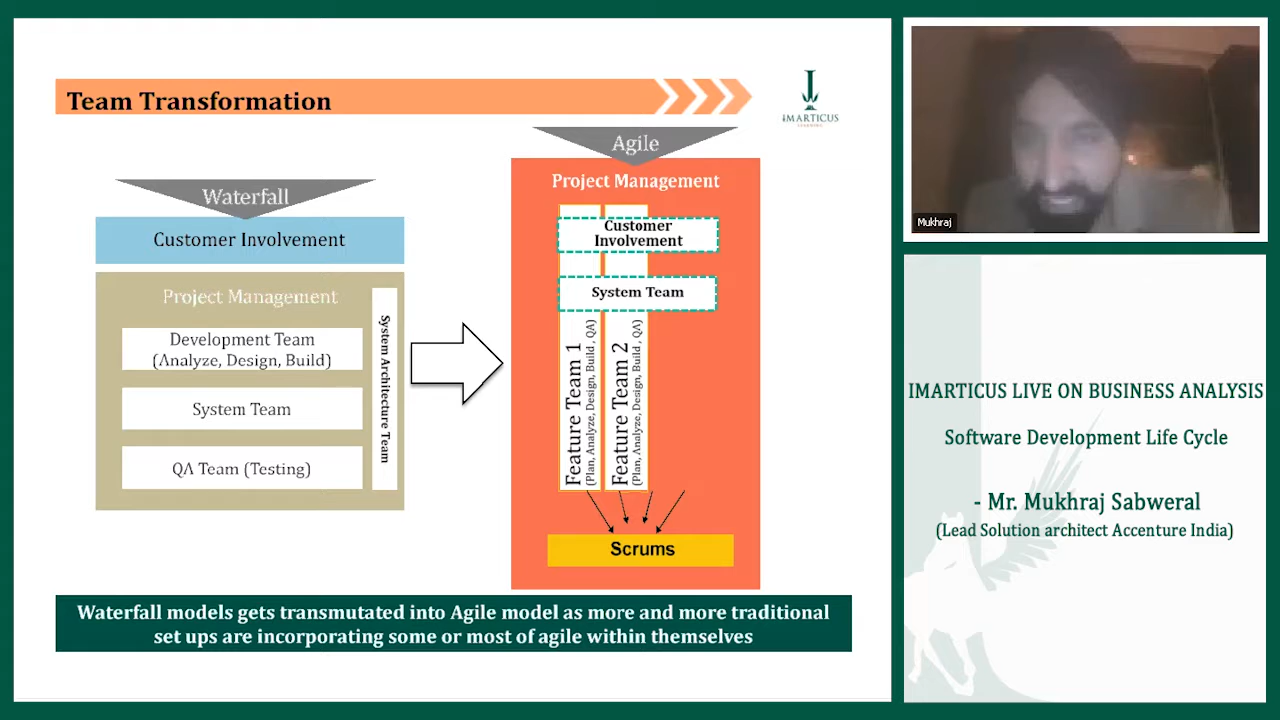 Team Transformation
IMARTICUS
LEARNING
Waterfall
Customer Involvement
Project Management
Development Team
(Analyze, Design, Build)
System Team
QA Team (Testing)
System Architecture Team
Agile
Project Management
Customer
Involvement
System Team
Feature Team 1
(Plan, Analyze, Design, Build , QA)
Feature Team 2
(Plan, Analyze, Design, Build , QA)
Scrums
Waterfall models gets transmutated into Agile model as more and more traditional
set ups are incorporating some or most of agile within themselves
Mukhraj
IMARTICUS LIVE ON BUSINESS ANALYSIS
Software Development Life Cycle
- Mr. Mukhraj Sabweral
(Lead Solution architect Accenture India)